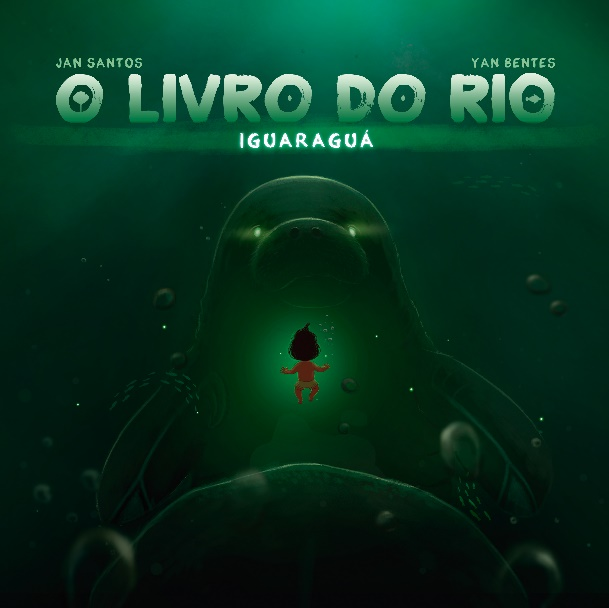 JAN SANTOS YAN BENTES
O LIVRO DO RIO
IGUARAGUÁ